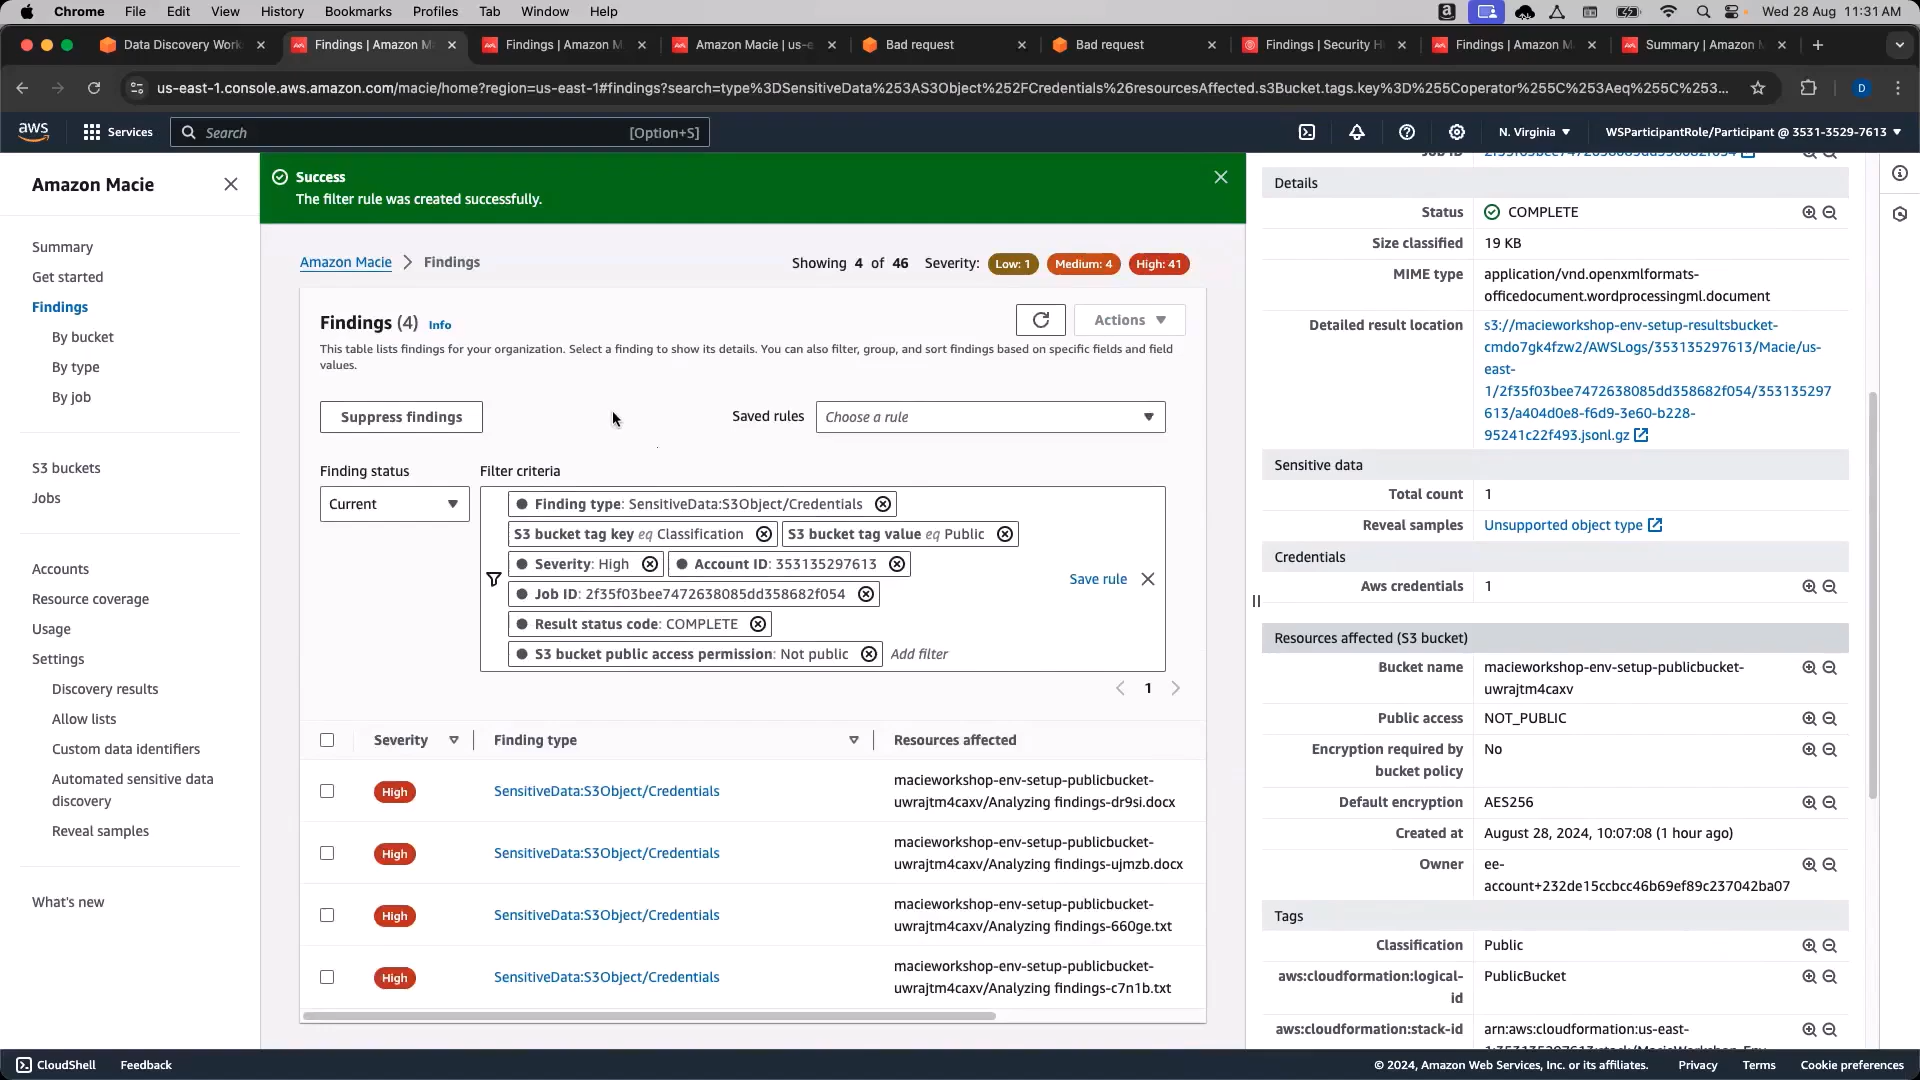 Chrome File Edit View History Bookmarks Profiles Tab Window Help
Wed 28 Aug 11:31 AM
Data Discovery Work
Findings | Amazon M
Findings | Amazon M
Amazon Macie | us-e
Bad request
Bad request
Findings | Security H
Findings | Amazon M
Summary | Amazon
us-east-1.console.aws.amazon.com/macie/home?region=us-east-1#findings?search=type%3DSensitiveData%253AS3Object%252FCredentials%26resourcesAffected.s3Bucket.tags.key%3D%255Coperator%255C%253Aeq%255C%253...
D
aws Services Search [Option+S] N. Virginia WSParticipantRole/Participant @ 3531-3529-7613
Amazon Macie
Summary
Get started
Findings
By bucket
By type
By job
S3 buckets
Jobs
Accounts
Resource coverage
Usage
Settings
Discovery results
Allow lists
Custom data identifiers
Automated sensitive data
discovery
Reveal samples
What's new
Success
The filter rule was created successfully.
Amazon Macie > Findings
Showing 4 of 46 Severity: Low: 1 Medium: 4 High: 41
Findings (4) Info
Actions
This table lists findings for your organization. Select a finding to show its details. You can also filter, group, and sort findings based on specific fields and field
values.
Suppress findings
Saved rules Choose a rule
Finding status
Filter criteria
Current
Finding type: SensitiveData:S3Object/Credentials
S3 bucket tag key eq Classification S3 bucket tag value eq Public
Severity: High Account ID: 353135297613
Save rule
Job ID: 2f35f03bee7472638085dd358682f054
Result status code: COMPLETE
S3 bucket public access permission: Not public Add filter
1
Severity Finding type Resources affected
High SensitiveData:S3Object/Credentials
macieworkshop-env-setup-publicbucket-
uwrajtm4caxv/Analyzing findings-dr9si.docx
High SensitiveData:S3Object/Credentials
macieworkshop-env-setup-publicbucket-
uwrajtm4caxv/Analyzing findings-ujmzb.docx
High SensitiveData:S3Object/Credentials
macieworkshop-env-setup-publicbucket-
uwrajtm4caxv/Analyzing findings-660ge.txt
High SensitiveData:S3Object/Credentials
macieworkshop-env-setup-publicbucket-
uwrajtm4caxv/Analyzing findings-c7n1b.txt
Job ID 2f35f03bee7472638085dd358682f054
Details
Status COMPLETE
Size classified 19 KB
MIME type application/vnd.openxmlformats-
officedocument.wordprocessingml.document
Detailed result location s3://macieworkshop-env-setup-resultsbucket-
cmdo7gk4fzw2/AWSLogs/353135297613/Macie/us-
east-
1/2f35f03bee7472638085dd358682f054/353135297
613/a404d0e8-f6d9-3e60-b228-
95241c22f493.jsonl.gz
Sensitive data
Total count 1
Reveal samples Unsupported object type
Credentials
Aws credentials 1
Resources affected (S3 bucket)
Bucket name macieworkshop-env-setup-publicbucket-
uwrajtm4caxv
Public access NOT_PUBLIC
Encryption required by No
bucket policy
Default encryption AES256
Created at August 28, 2024, 10:07:08 (1 hour ago)
Owner ee-
account+232de15ccbcc46b69ef89c237042ba07
Tags
Classification Public
aws:cloudformation:logical- PublicBucket
id
aws:cloudformation:stack-id arn:aws:cloudformation:us-east-
CloudShell Feedback © 2024, Amazon Web Services, Inc. or its affiliates. Privacy Terms Cookie preferences